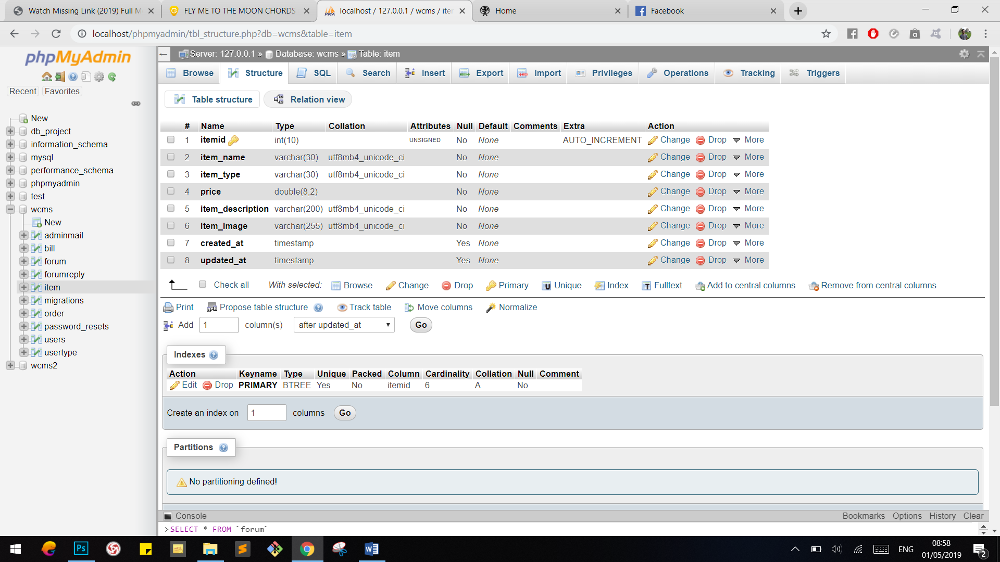 Watch Missing Link (2019) Full M
FLY ME TO THE MOON CHORDS
localhost / 127.0.0.1 / wcms / iter
Home
Facebook
localhost/phpmyadmin/tbl_structure.php?db=wcms&table=item
phpMyAdmin
Recent Favorites
New
db_project
information_schema
mysql
performance_schema
phpmyadmin
test
wcms
New
adminmail
bill
forum
forumreply
item
migrations
order
password_resets
users
usertype
wcms2
Server: 127.0.0.1 » Database: wcms » Table: item
Browse Structure SQL Search Insert Export Import Privileges Operations Tracking Triggers
Table structure Relation view
# Name Type Collation Attributes Null Default Comments Extra Action
1 itemid int(10) UNSIGNED No None AUTO_INCREMENT Change Drop More
2 item_name varchar(30) utf8mb4_unicode_ci No None Change Drop More
3 item_type varchar(30) utf8mb4_unicode_ci No None Change Drop More
4 price double(8,2) No None Change Drop More
5 item_description varchar(200) utf8mb4_unicode_ci No None Change Drop More
6 item_image varchar(255) utf8mb4_unicode_ci No None Change Drop More
7 created_at timestamp Yes None Change Drop More
8 updated_at timestamp Yes None Change Drop More
Check all With selected: Browse Change Drop Primary Unique Index Fulltext Add to central columns Remove from central columns
Print Propose table structure Track table Move columns Normalize
Add 1 column(s) after updated_at Go
Indexes
Action Keyname Type Unique Packed Column Cardinality Collation Null Comment
Edit Drop PRIMARY BTREE Yes No itemid 6 A No
Create an index on 1 columns Go
Partitions
No partitioning defined!
Console Bookmarks Options History Clear
>SELECT * FROM `forum`
ENG
08:58
01/05/2019
2